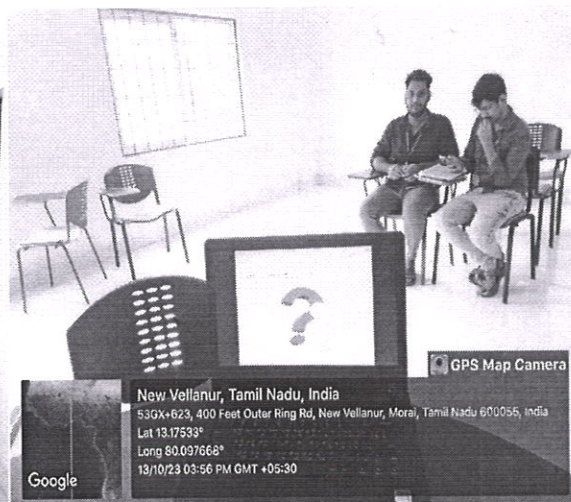 ?
GPS Map Camera
New Vellanur, Tamil Nadu, India
53GX+623, 400 Feet Outer Ring Rd, New Vellanur, Morai, Tamil Nadu 600055, India
Lat 13.17533°
Long 80.097668°
13/10/23 03:56 PM GMT +05:30
Google